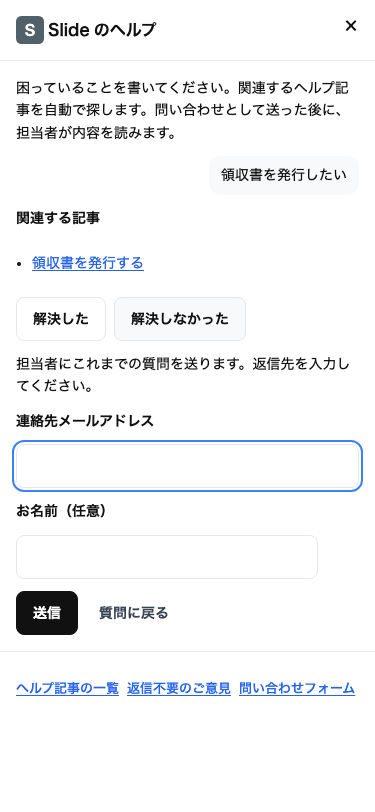 S Slide のヘルプ ×
困っていることを書いてください。関連するヘルプ記
事を自動で探します。問い合わせとして送った後に、
担当者が内容を読みます。
領収書を発行したい
関連する記事
• 領収書を発行する
解決した 解決しなかった
担当者にこれまでの質問を送ります。返信先を入力し
てください。
連絡先メールアドレス
お名前（任意）
送信 質問に戻る
ヘルプ記事の一覧 返信不要のご意見 問い合わせフォーム